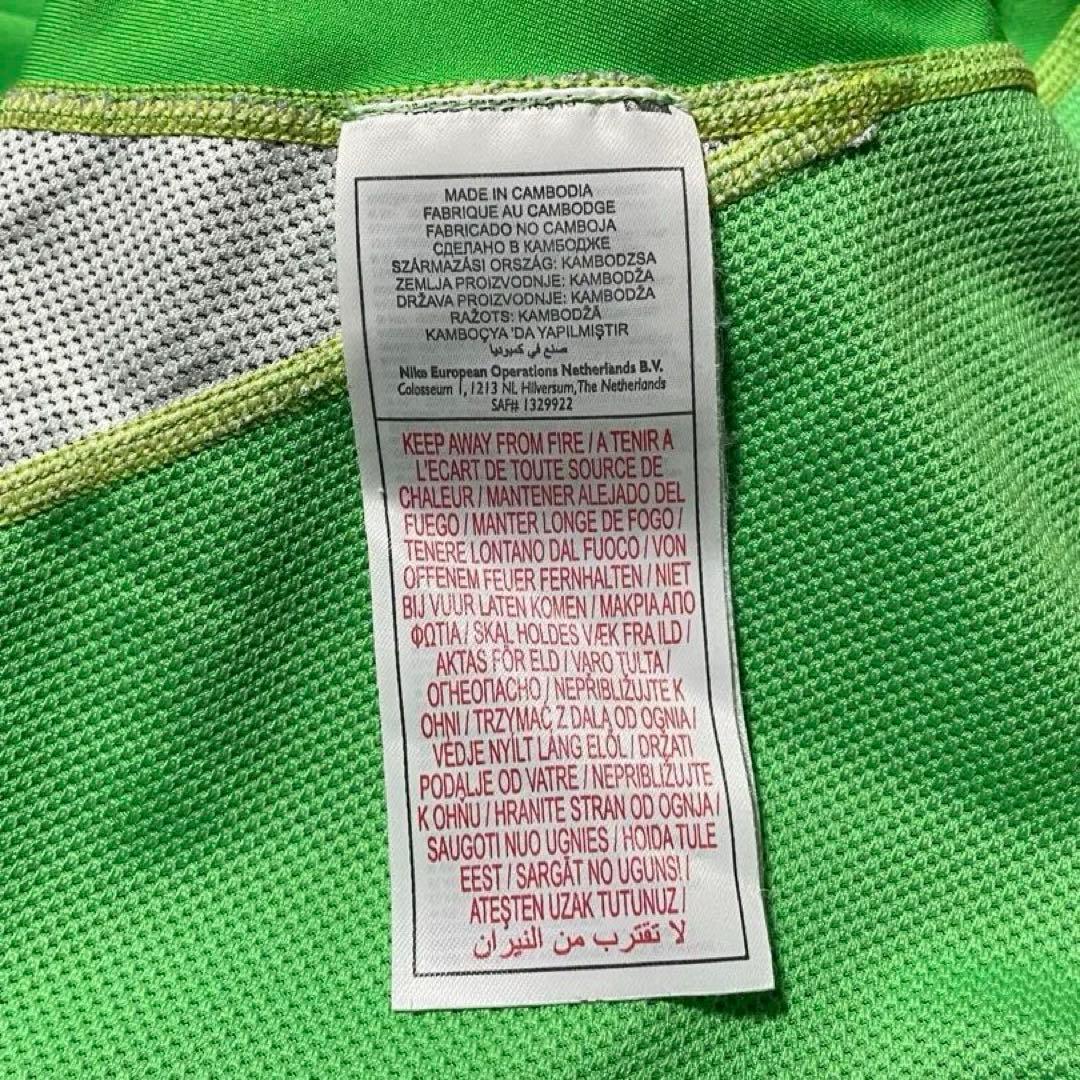 MADE IN CAMBODIA
FABRIQUE AU CAMBODGE
FABRICADO NO CAMBOJA
СДЕЛАНО В КАМБОДЖЕ
SZÁRMAZÁSI ORSZÁG: KAMBODZSA
ZEMLJA PROIZVODNJE: KAMBODŽA
DRŽAVA PROIZVODNJE: KAMBODŽA
RAŽOTS: KAMBODŽĀ
KAMBOÇYA 'DA YAPILMIŞTIR
صنع في كمبوديا
Nike European Operations Netherlands B.V.
Colosseum 1, 1213 NL Hilversum, The Netherlands
SAF# 1329922
KEEP AWAY FROM FIRE / A TENIR A
L'ECART DE TOUTE SOURCE DE
CHALEUR / MANTENER ALEJADO DEL
FUEGO / MANTER LONGE DE FOGO /
TENERE LONTANO DAL FUOCO / VON
OFFENEM FEUER FERNHALTEN / NIET
BIJ VUUR LATEN KOMEN / ΜΑΚΡΙΑ ΑΠΟ
ΦΩΤΙΑ / SKAL HOLDES VÆK FRA ILD /
AKTAS FÖR ELD / VARO TULTA /
ОГНЕОПАСНО / NEPRIBLIŽUJTE K
OHNI / TRZYMAĆ Z DALA OD OGNIA /
VEDJE NYÍLT LÁNG ELŐL / DRŽATI
PODALJE OD VATRE / NEPRIBLIŽUJTE
K OHŇU / HRANITE STRAN OD OGNJA /
SAUGOTI NUO UGNIES / HOIDA TULE
EEST / SARGĀT NO UGUNS! /
ATEŞTEN UZAK TUTUNUZ /
لا تقترب من النيران